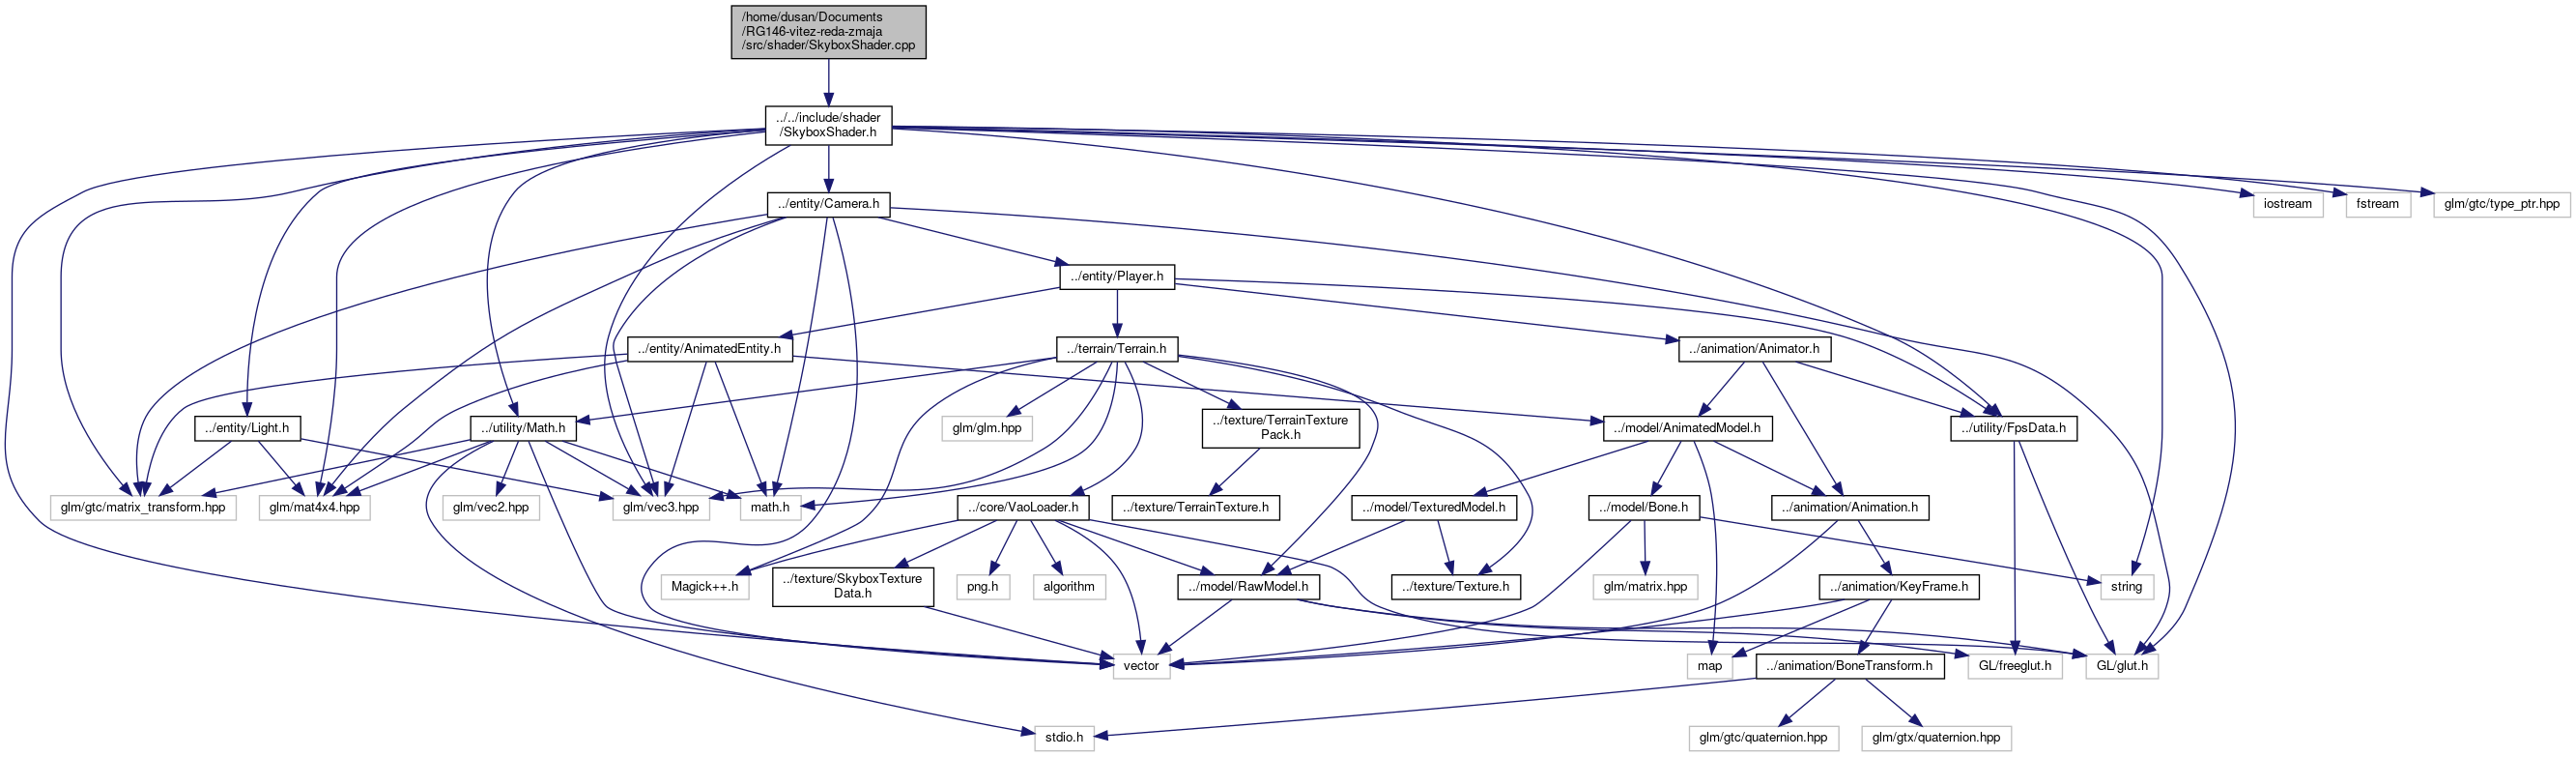 /home/dusan/Documents
/RG146-vitez-reda-zmaja
/src/shader/SkyboxShader.cpp
../../include/shader
/SkyboxShader.h
../entity/Camera.h
iostream
fstream
glm/gtc/type_ptr.hpp
../entity/Player.h
../entity/AnimatedEntity.h
../terrain/Terrain.h
../animation/Animator.h
../entity/Light.h
../utility/Math.h
glm/glm.hpp
../texture/TerrainTexture
Pack.h
../model/AnimatedModel.h
../utility/FpsData.h
glm/gtc/matrix_transform.hpp
glm/mat4x4.hpp
glm/vec2.hpp
glm/vec3.hpp
math.h
../core/VaoLoader.h
../texture/TerrainTexture.h
../model/TexturedModel.h
../model/Bone.h
../animation/Animation.h
Magick++.h
../texture/SkyboxTexture
Data.h
png.h
algorithm
../model/RawModel.h
../texture/Texture.h
glm/matrix.hpp
../animation/KeyFrame.h
string
vector
map
../animation/BoneTransform.h
GL/freeglut.h
GL/glut.h
stdio.h
glm/gtc/quaternion.hpp
glm/gtx/quaternion.hpp